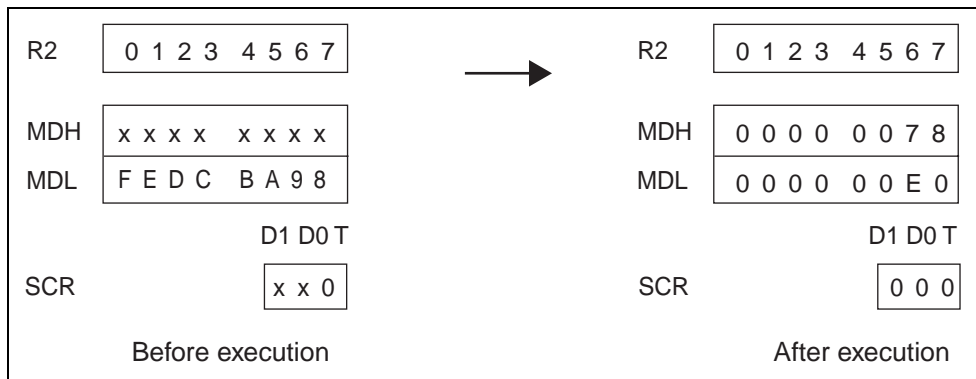 R2 0 1 2 3 4 5 6 7 R2 0 1 2 3 4 5 6 7
MDH x x x x x x x x MDH 0 0 0 0 0 0 7 8
MDL F E D C B A 9 8 MDL 0 0 0 0 0 0 E 0
D1 D0 T D1 D0 T
SCR x x 0 SCR 0 0 0
Before execution After execution